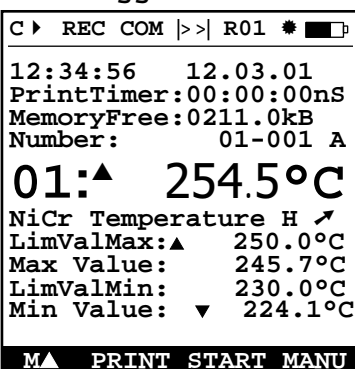 C▶ REC COM |>>| R01 ✹
12:34:56 12.03.01
PrintTimer:00:00:00nS
MemoryFree:0211.0kB
Number: 01-001 A
01:▲ 254.5°C
NiCr Temperature H ↗
LimValMax:▲ 250.0°C
Max Value: 245.7°C
LimValMin: 230.0°C
Min Value: ▼ 224.1°C
M▲ PRINT START MANU